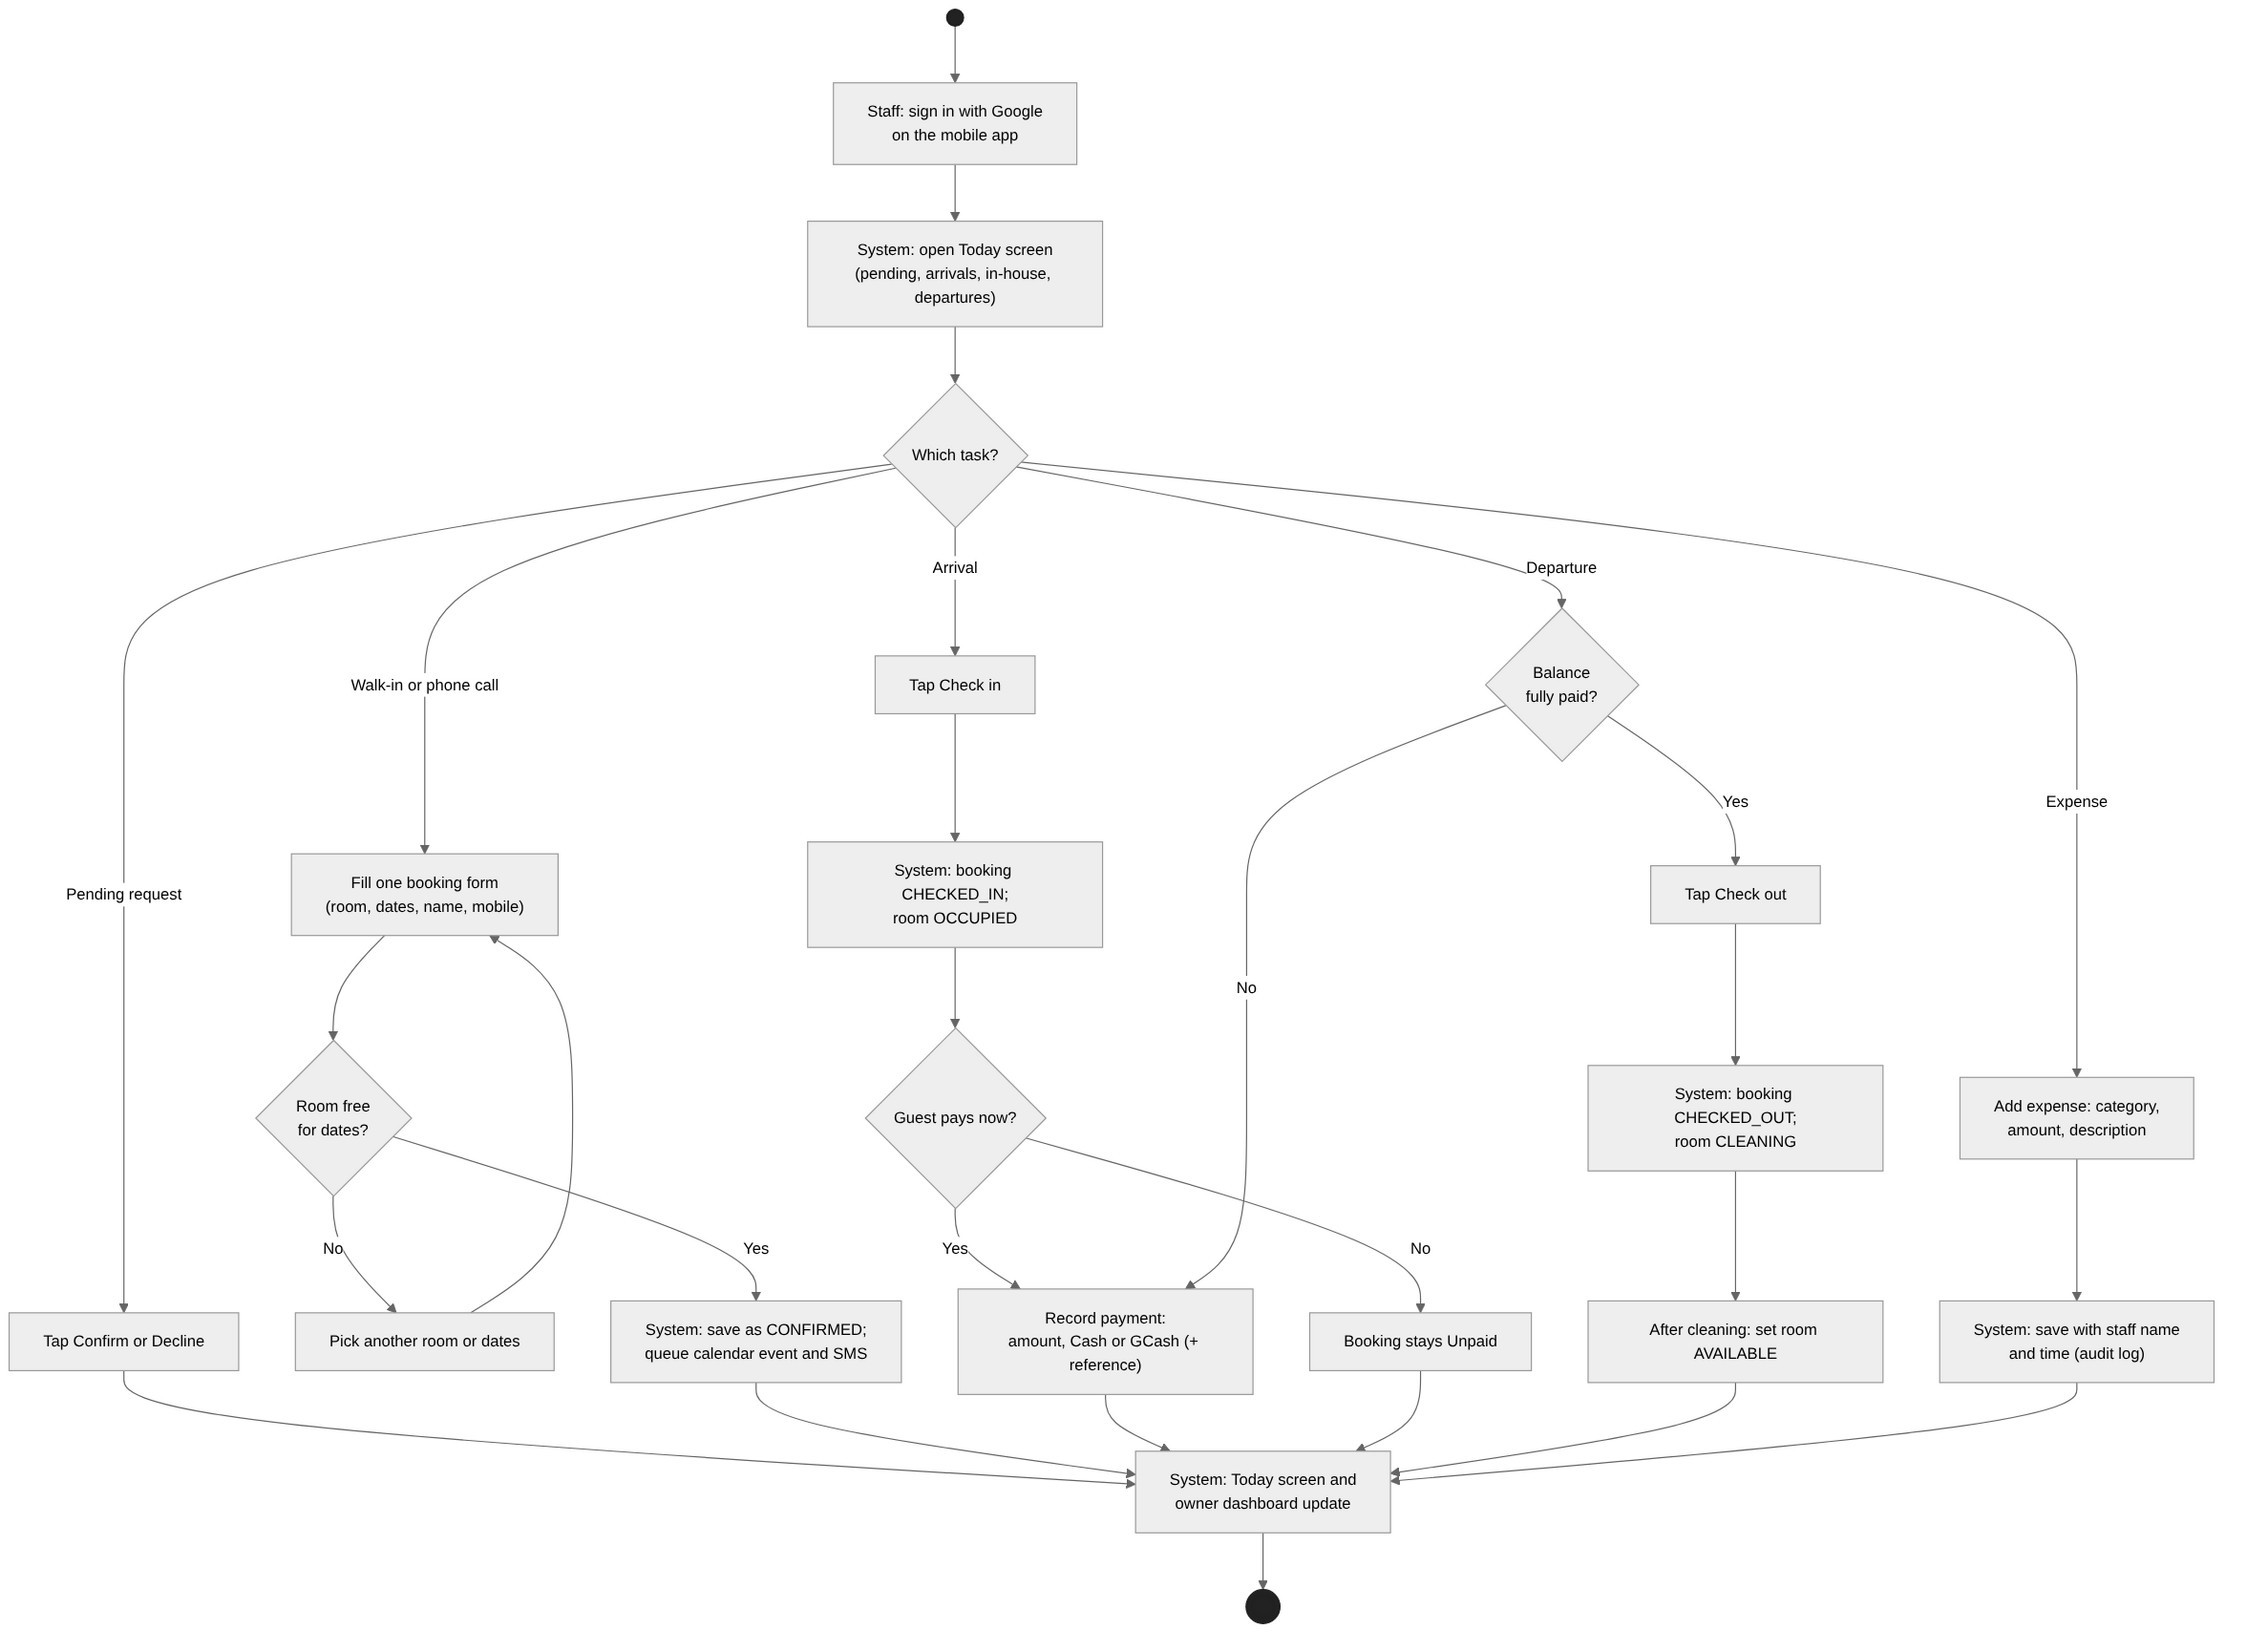 Staff: sign in with Google
on the mobile app
System: open Today screen
(pending, arrivals, in-house,
departures)
Which task?
Arrival
Departure
Walk-in or phone call
Tap Check in
Balance
fully paid?
Yes
Expense
Pending request
Fill one booking form
(room, dates, name, mobile)
System: booking
CHECKED_IN;
room OCCUPIED
Tap Check out
No
Room free
for dates?
Guest pays now?
System: booking
CHECKED_OUT;
room CLEANING
Add expense: category,
amount, description
No
Yes
Yes
No
Tap Confirm or Decline
Pick another room or dates
System: save as CONFIRMED;
queue calendar event and SMS
Record payment:
amount, Cash or GCash (+
reference)
Booking stays Unpaid
After cleaning: set room
AVAILABLE
System: save with staff name
and time (audit log)
System: Today screen and
owner dashboard update